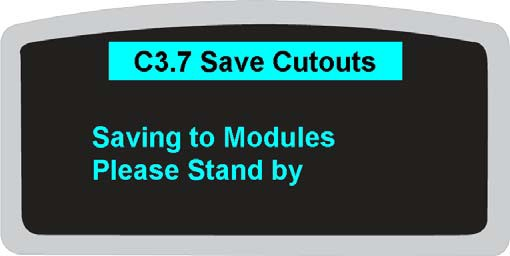 C3.7 Save Cutouts
Saving to Modules
Please Stand by